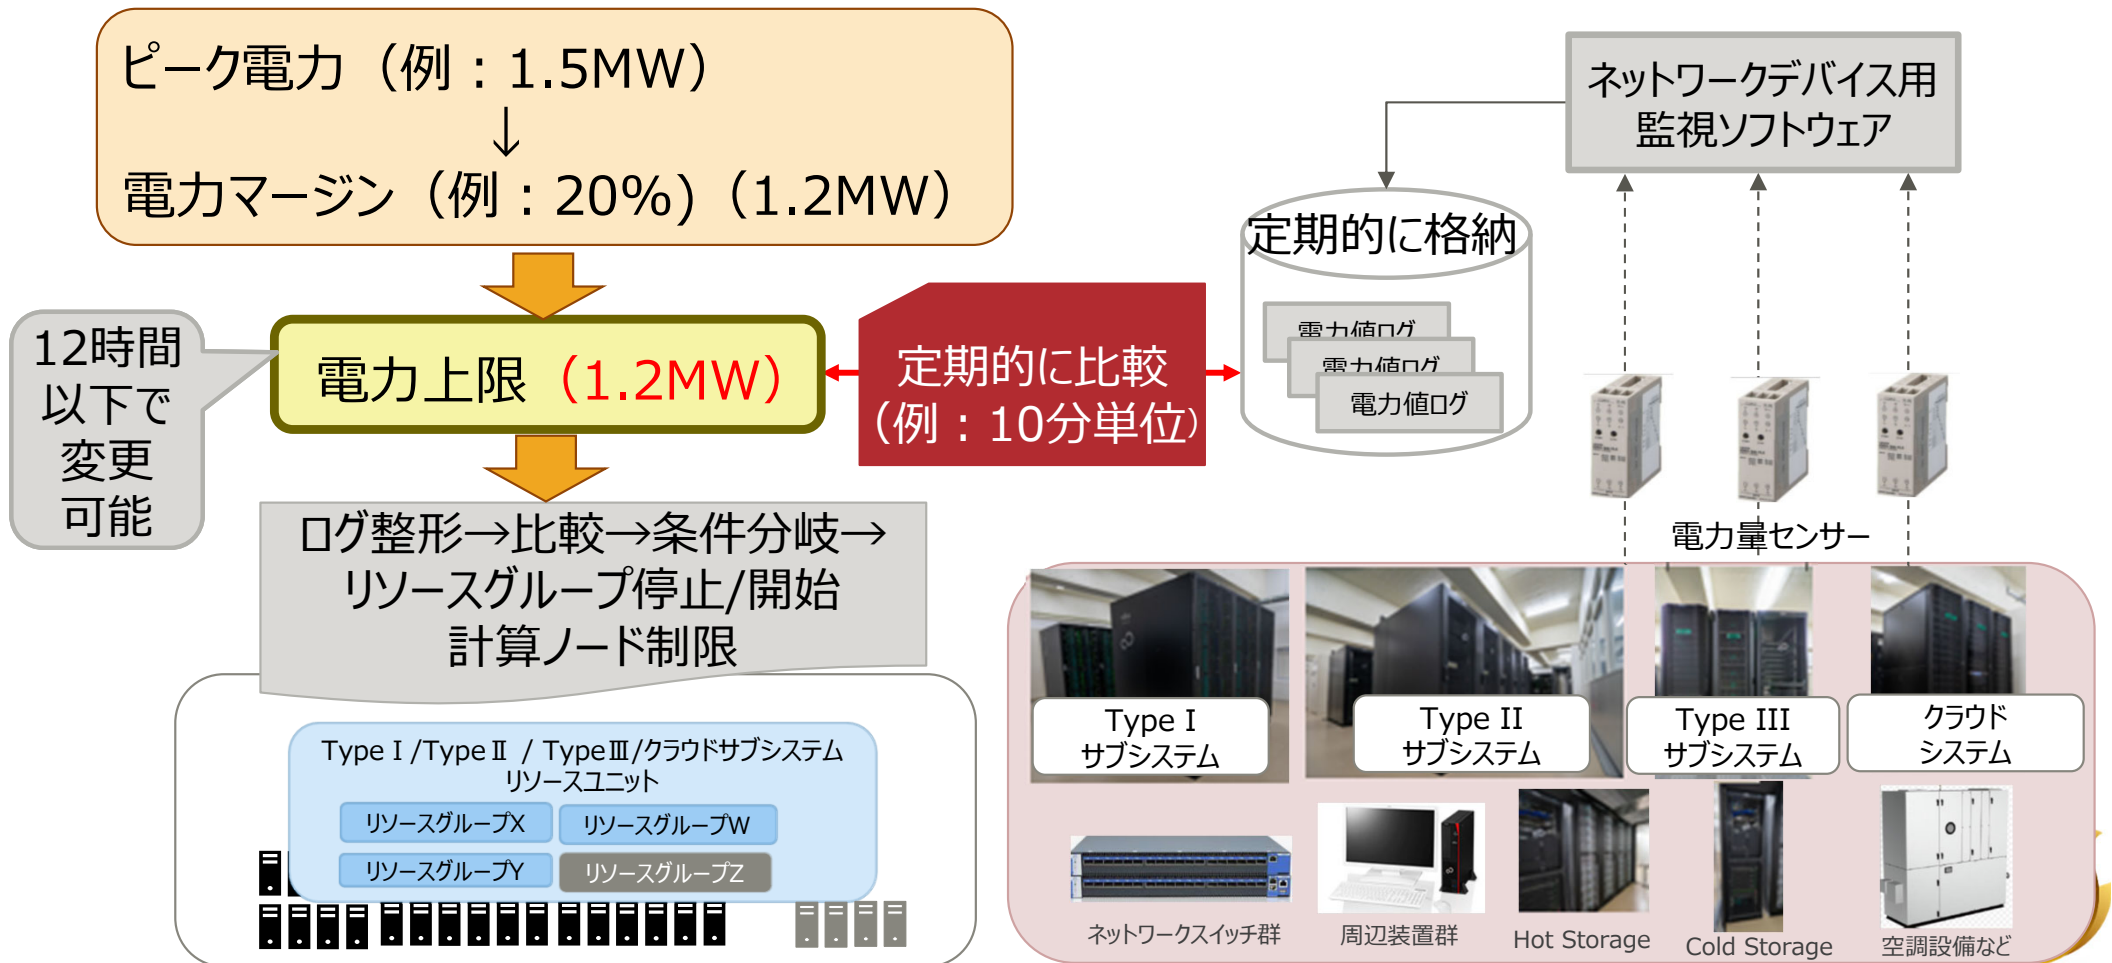 ピーク電力（例：1.5MW）
↓
電力マージン（例：20%)（1.2MW）
12時間
以下で
変更
可能
電力上限（1.2MW）
定期的に比較
（例：10分単位）
ログ整形→比較→条件分岐→
リソースグループ停止/開始
計算ノード制限
TypeⅠ/TypeⅡ / TypeⅢ/クラウドサブシステム
リソースユニット
リソースグループX
リソースグループW
リソースグループY
リソースグループZ
ネットワークデバイス用
監視ソフトウェア
定期的に格納
電力値ログ
電力値ログ
電力値ログ
電力量センサー
Type I
サブシステム
Type II
サブシステム
Type III
サブシステム
クラウド
システム
ネットワークスイッチ群
周辺装置群
Hot Storage
Cold Storage
空調設備など